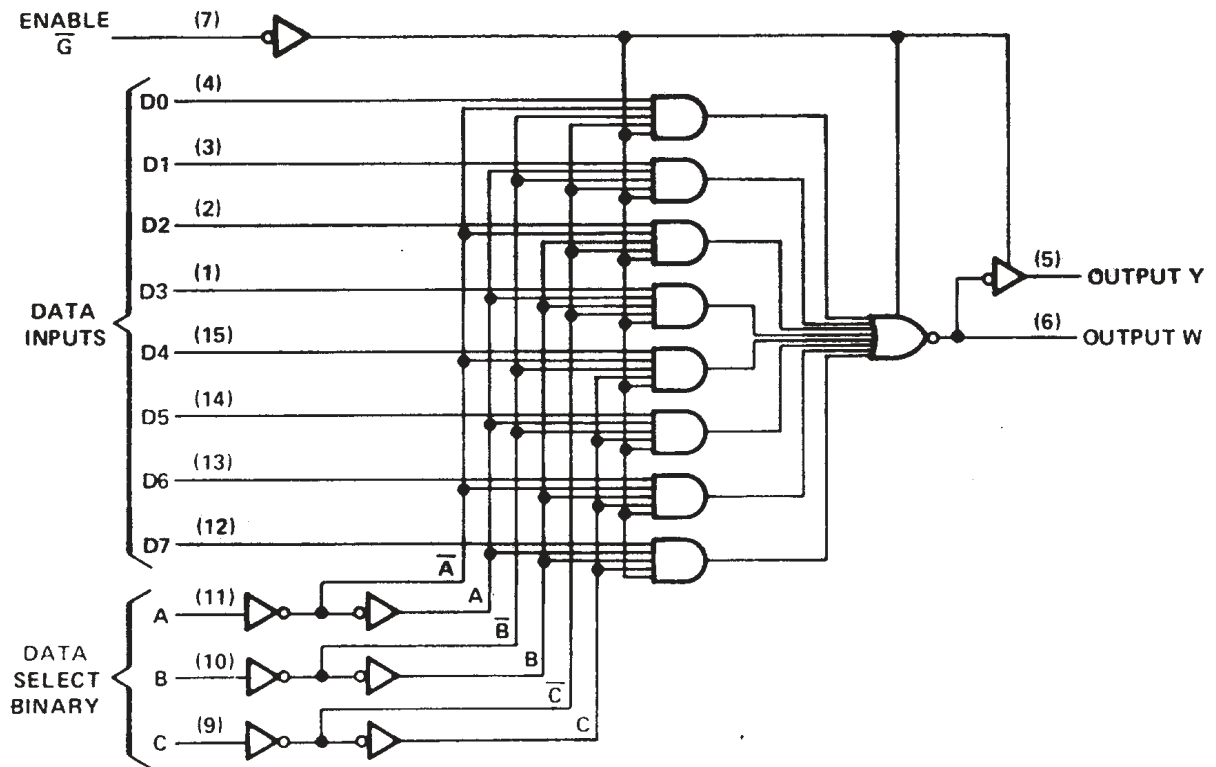 ENABLE
G̅
(7)
(4)
D0
(3)
D1
(2)
D2
(1)
D3
DATA
INPUTS
(15)
D4
(14)
D5
(13)
D6
(12)
D7
(5)
OUTPUT Y
(6)
OUTPUT W
A̅
(11)
A
A
B̅
DATA
SELECT
BINARY
(10)
B
B
C̅
(9)
C
C